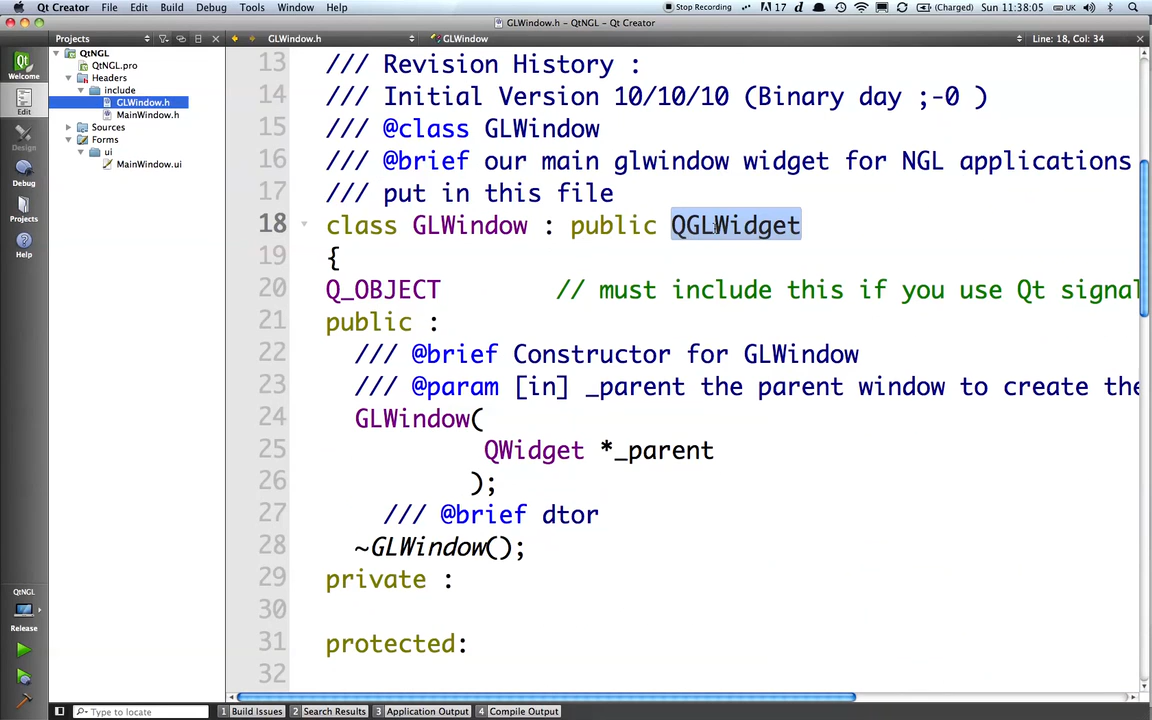 Qt Creator File Edit Build Debug Tools Window Help Stop Recording 17 (Charged) UK Sun 11:38:05
GLWindow.h - QtNGL - Qt Creator
Projects GLWindow.h GLWindow Line: 18, Col: 34
QtNGL
QtNGL.pro
Headers
include
GLWindow.h
MainWindow.h
Sources
Forms
ui
MainWindow.ui
Qt
Welcome
Edit
Design
Debug
Projects
Help
QtNGL
Release
13 /// Revision History :
14 /// Initial Version 10/10/10 (Binary day ;-0 )
15 /// @class GLWindow
16 /// @brief our main glwindow widget for NGL applications
17 /// put in this file
18 class GLWindow : public QGLWidget
19 {
20 Q_OBJECT // must include this if you use Qt signal
21 public :
22 /// @brief Constructor for GLWindow
23 /// @param [in] _parent the parent window to create the
24 GLWindow(
25 QWidget *_parent
26 );
27 /// @brief dtor
28 ~GLWindow();
29 private :
30
31 protected:
32
Type to locate 1 Build Issues 2 Search Results 3 Application Output 4 Compile Output